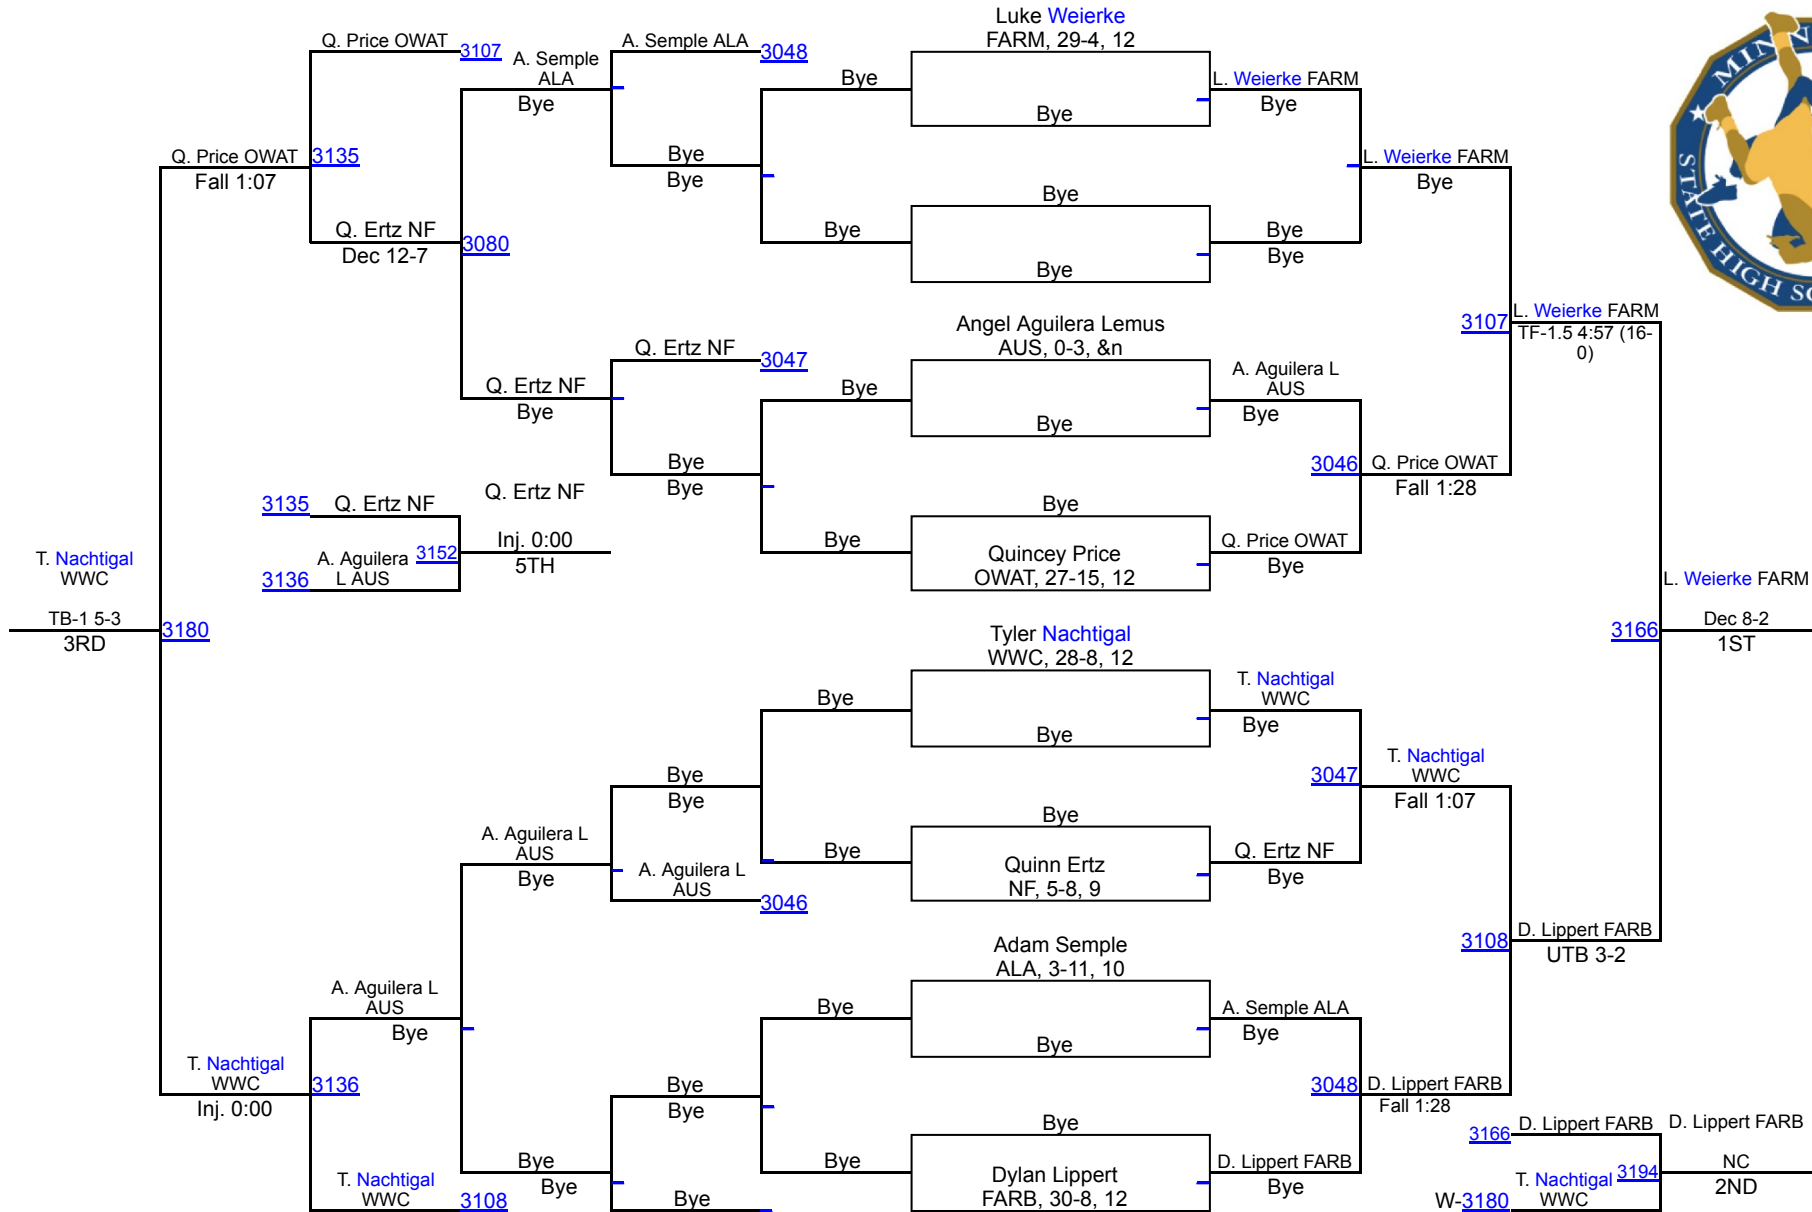 Luke Weierke
FARM, 29-4, 12
Q. Price OWAT
3107
A. Semple
ALA
Bye
A. Semple ALA
3048
Bye
Bye
L. Weierke FARM
Bye
Q. Price OWAT
3135
Fall 1:07
Bye
Bye
L. Weierke FARM
Bye
Q. Ertz NF
3080
Dec 12-7
Bye
Bye
Bye
Bye
Bye
MINN
STATE HIGH SC
Angel Aguilera Lemus
AUS, 0-3, &n
Q. Ertz NF
3047
3107
L. Weierke FARM
TF-1.5 4:57 (16-
0)
Q. Ertz NF
Bye
Bye
Bye
A. Aguilera L
AUS
Bye
Bye
Bye
3046
Q. Price OWAT
Fall 1:28
3135
Q. Ertz NF
Q. Ertz NF
Bye
A. Aguilera
L AUS
3136
3152
Inj. 0:00
5TH
Bye
Quincey Price
OWAT, 27-15, 12
Q. Price OWAT
Bye
T. Nachtigal
WWC
TB-1 5-3
3RD
3180
L. Weierke FARM
3166
Dec 8-2
1ST
Tyler Nachtigal
WWC, 28-8, 12
Bye
Bye
T. Nachtigal
WWC
Bye
Bye
Bye
3047
T. Nachtigal
WWC
Fall 1:07
A. Aguilera L
AUS
Bye
A. Aguilera L
AUS
3046
Bye
Bye
Quinn Ertz
NF, 5-8, 9
Q. Ertz NF
Bye
Adam Semple
ALA, 3-11, 10
3108
D. Lippert FARB
UTB 3-2
A. Aguilera L
AUS
Bye
Bye
Bye
A. Semple ALA
Bye
T. Nachtigal
WWC
3136
Inj. 0:00
Bye
Bye
3048
D. Lippert FARB
Fall 1:28
Bye
Bye
T. Nachtigal
WWC
3108
Bye
Bye
Bye
Dylan Lippert
FARB, 30-8, 12
D. Lippert FARB
Bye
3166
D. Lippert FARB
D. Lippert FARB
T. Nachtigal
WWC
W-3180
3194
NC
2ND